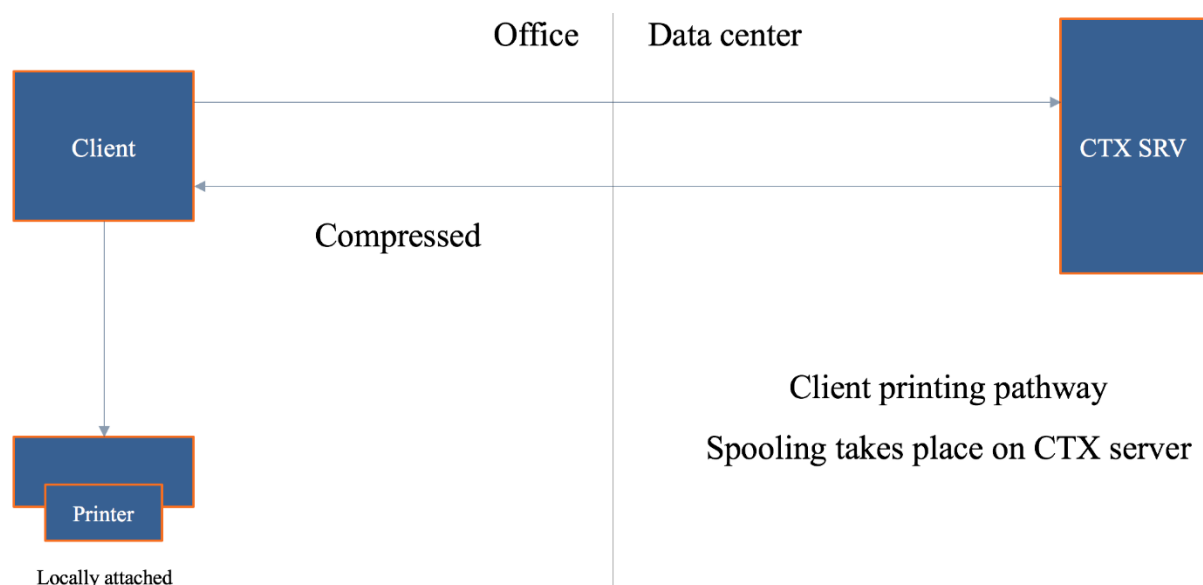 Office
Data center
Client
CTX SRV
Compressed
Client printing pathway
Spooling takes place on CTX server
Printer
Locally attached